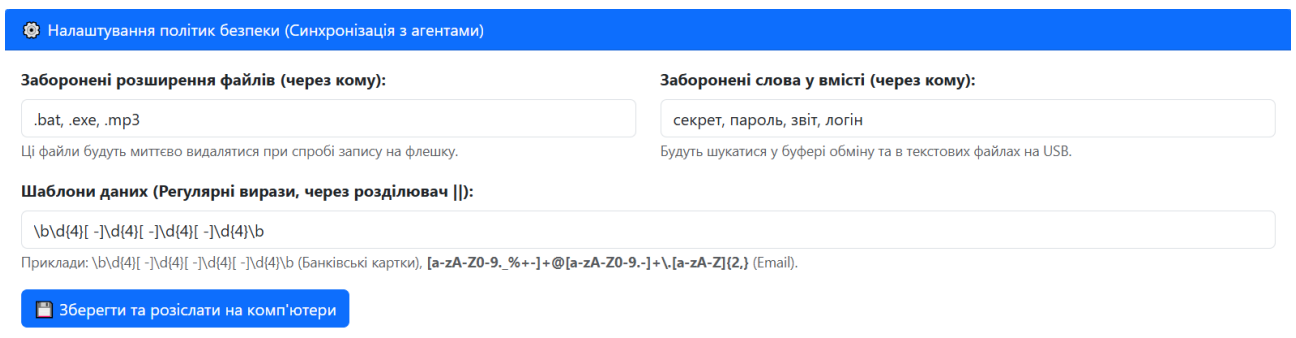 ⚙️ Налаштування політик безпеки (Синхронізація з агентами)
Заборонені розширення файлів (через кому):
.bat, .exe, .mp3
Ці файли будуть миттєво видалятися при спробі запису на флешку.
Заборонені слова у вмісті (через кому):
секрет, пароль, звіт, логін
Будуть шукатися у буфері обміну та в текстових файлах на USB.
Шаблони даних (Регулярні вирази, через розділювач ||):
\b\d{4}[ -]\d{4}[ -]\d{4}[ -]\d{4}\b
Приклади: \b\d{4}[ -]\d{4}[ -]\d{4}[ -]\d{4}\b (Банківські картки), [a-zA-Z0-9._%+-]+@[a-zA-Z0-9.-]+\.[a-zA-Z]{2,} (Email).
💾 Зберегти та розіслати на комп'ютери